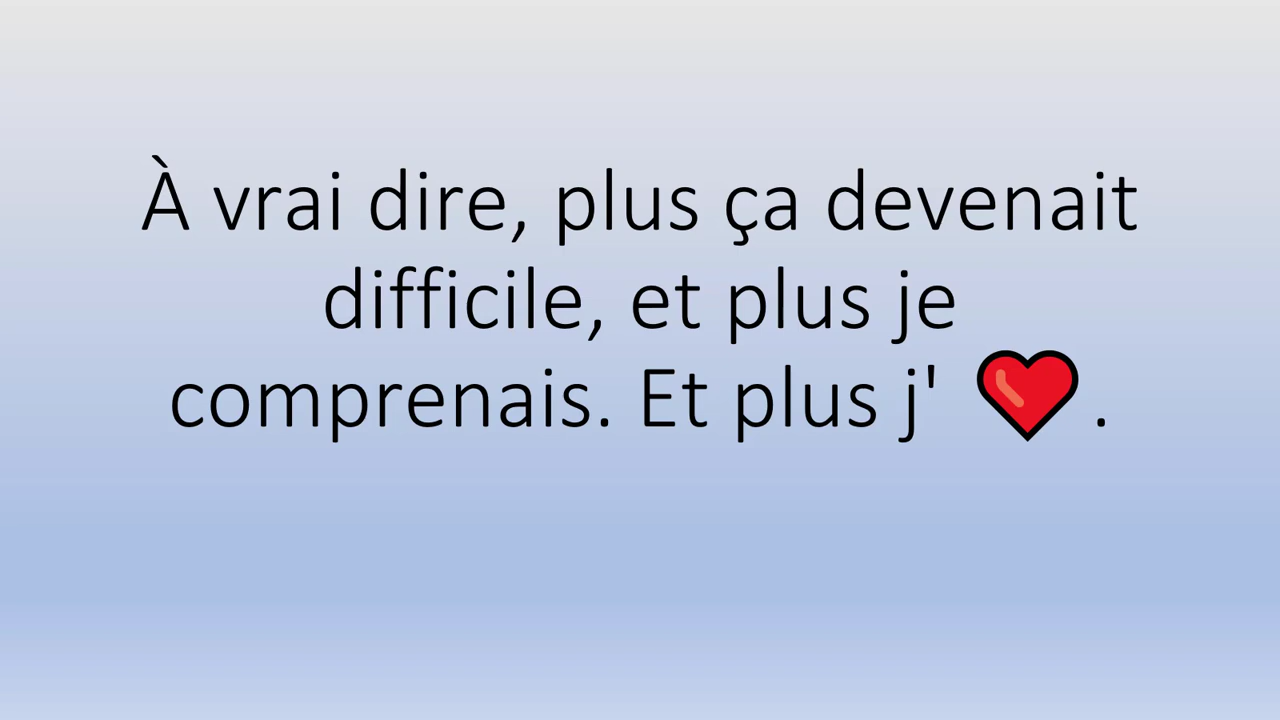 À vrai dire, plus ça devenait
difficile, et plus je
comprenais. Et plus j' ❤️.